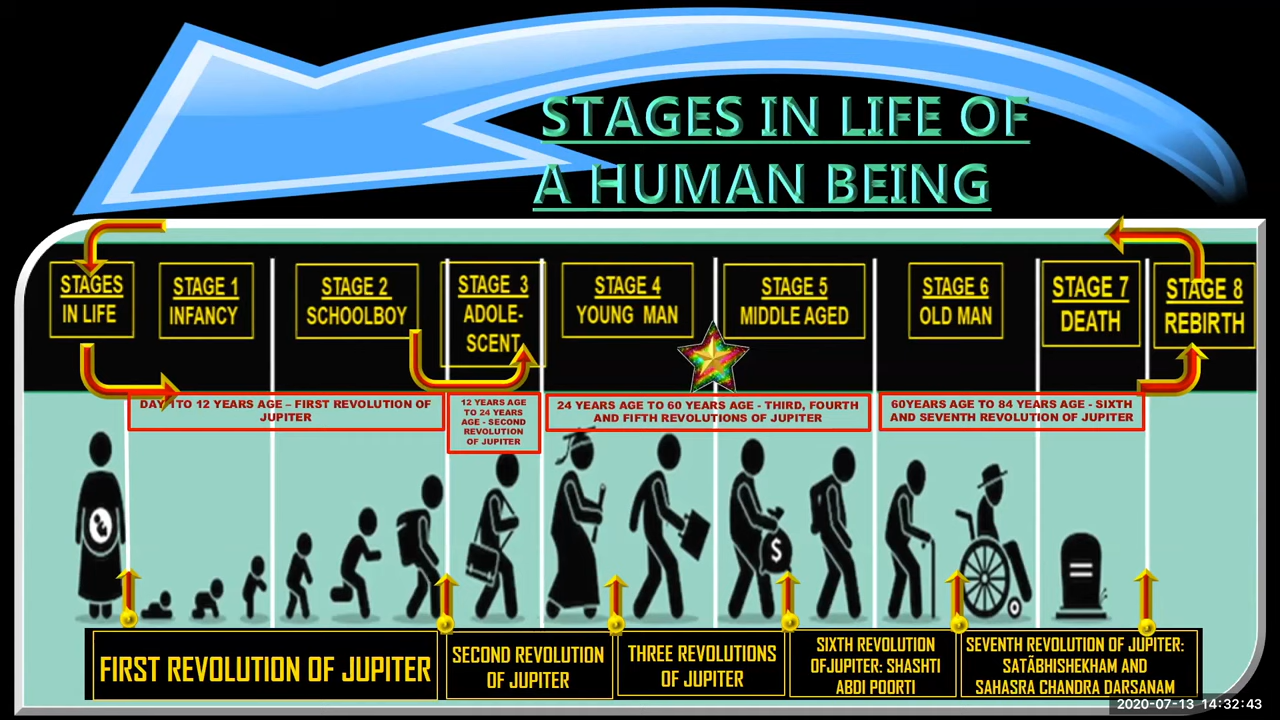 STAGES IN LIFE OF
A HUMAN BEING
STAGES
IN LIFE
STAGE 1
INFANCY
STAGE 2
SCHOOLBOY
STAGE 3
ADOLE-
SCENT
STAGE 4
YOUNG MAN
STAGE 5
MIDDLE AGED
STAGE 6
OLD MAN
STAGE 7
DEATH
STAGE 8
REBIRTH
DAY 1TO 12 YEARS AGE – FIRST REVOLUTION OF
JUPITER
12 YEARS AGE
TO 24 YEARS
AGE - SECOND
REVOLUTION
OF JUPITER
24 YEARS AGE TO 60 YEARS AGE - THIRD, FOURTH
AND FIFTH REVOLUTIONS OF JUPITER
60YEARS AGE TO 84 YEARS AGE - SIXTH
AND SEVENTH REVOLUTION OF JUPITER
$
FIRST REVOLUTION OF JUPITER
SECOND REVOLUTION
OF JUPITER
THREE REVOLUTIONS
OF JUPITER
SIXTH REVOLUTION
OFJUPITER: SHASHTI
ABDI POORTI
SEVENTH REVOLUTION OF JUPITER:
SATÃBHISHEKHAM AND
SAHASRA CHANDRA DARSANAM
2020-07-13 14:32:43